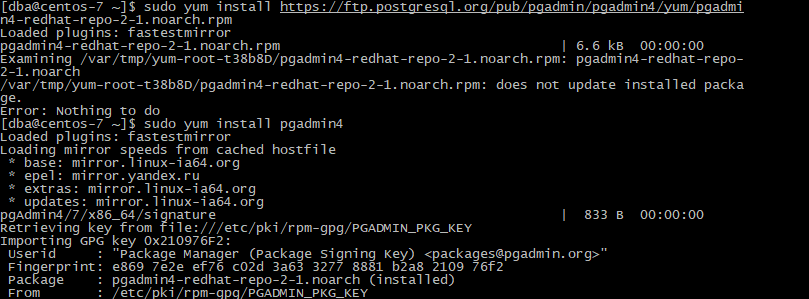 [dba@centos-7 ~]$ sudo yum install https://ftp.postgresql.org/pub/pgadmin/pgadmin4/yum/pgadmi
n4-redhat-repo-2-1.noarch.rpm
Loaded plugins: fastestmirror
pgadmin4-redhat-repo-2-1.noarch.rpm | 6.6 kB 00:00:00
Examining /var/tmp/yum-root-t38b8D/pgadmin4-redhat-repo-2-1.noarch.rpm: pgadmin4-redhat-repo-
2-1.noarch
/var/tmp/yum-root-t38b8D/pgadmin4-redhat-repo-2-1.noarch.rpm: does not update installed packa
ge.
Error: Nothing to do
[dba@centos-7 ~]$ sudo yum install pgadmin4
Loaded plugins: fastestmirror
Loading mirror speeds from cached hostfile
 * base: mirror.linux-ia64.org
 * epel: mirror.yandex.ru
 * extras: mirror.linux-ia64.org
 * updates: mirror.linux-ia64.org
pgAdmin4/7/x86_64/signature | 833 B 00:00:00
Retrieving key from file:///etc/pki/rpm-gpg/PGADMIN_PKG_KEY
Importing GPG key 0x210976F2:
 Userid : "Package Manager (Package Signing Key) <packages@pgadmin.org>"
 Fingerprint: e869 7e2e ef76 c02d 3a63 3277 8881 b2a8 2109 76f2
 Package : pgadmin4-redhat-repo-2-1.noarch (installed)
 From : /etc/pki/rpm-gpg/PGADMIN_PKG_KEY